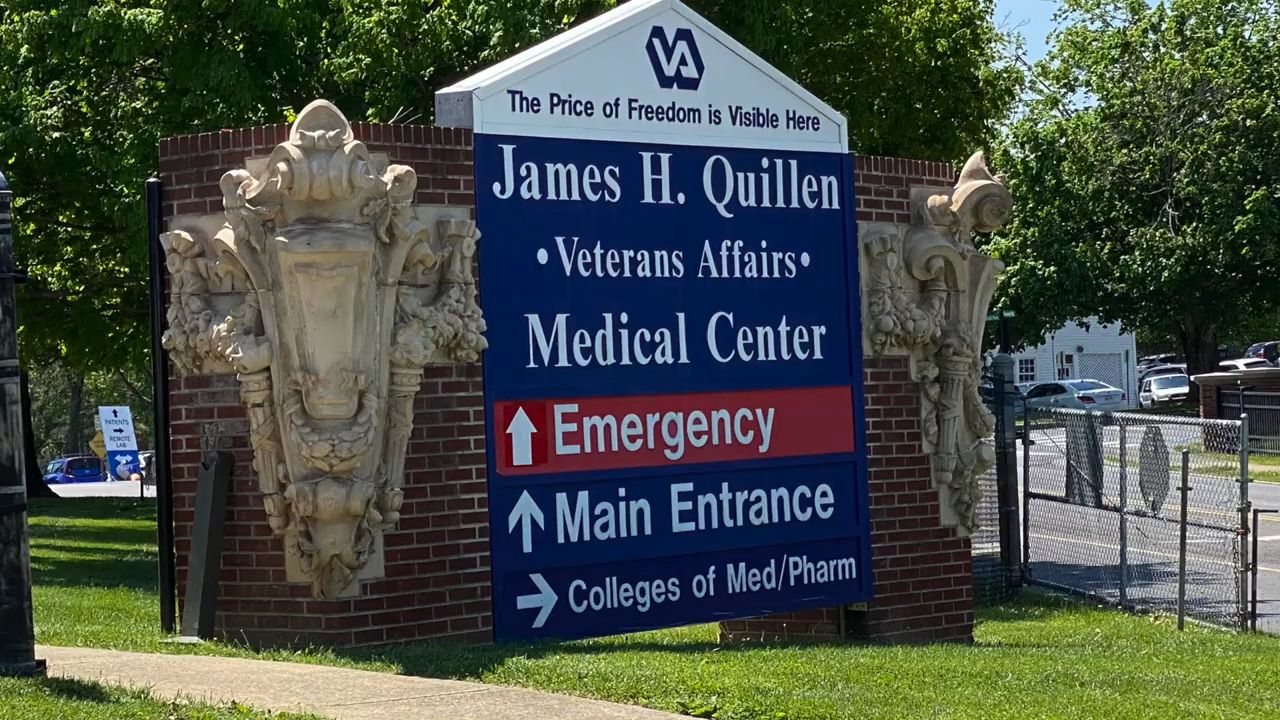 VA
The Price of Freedom is Visible Here
James H. Quillen
•Veterans Affairs•
Medical Center
Emergency
Main Entrance
Colleges of Med/Pharm
PATIENTS
REMOTE
LAB